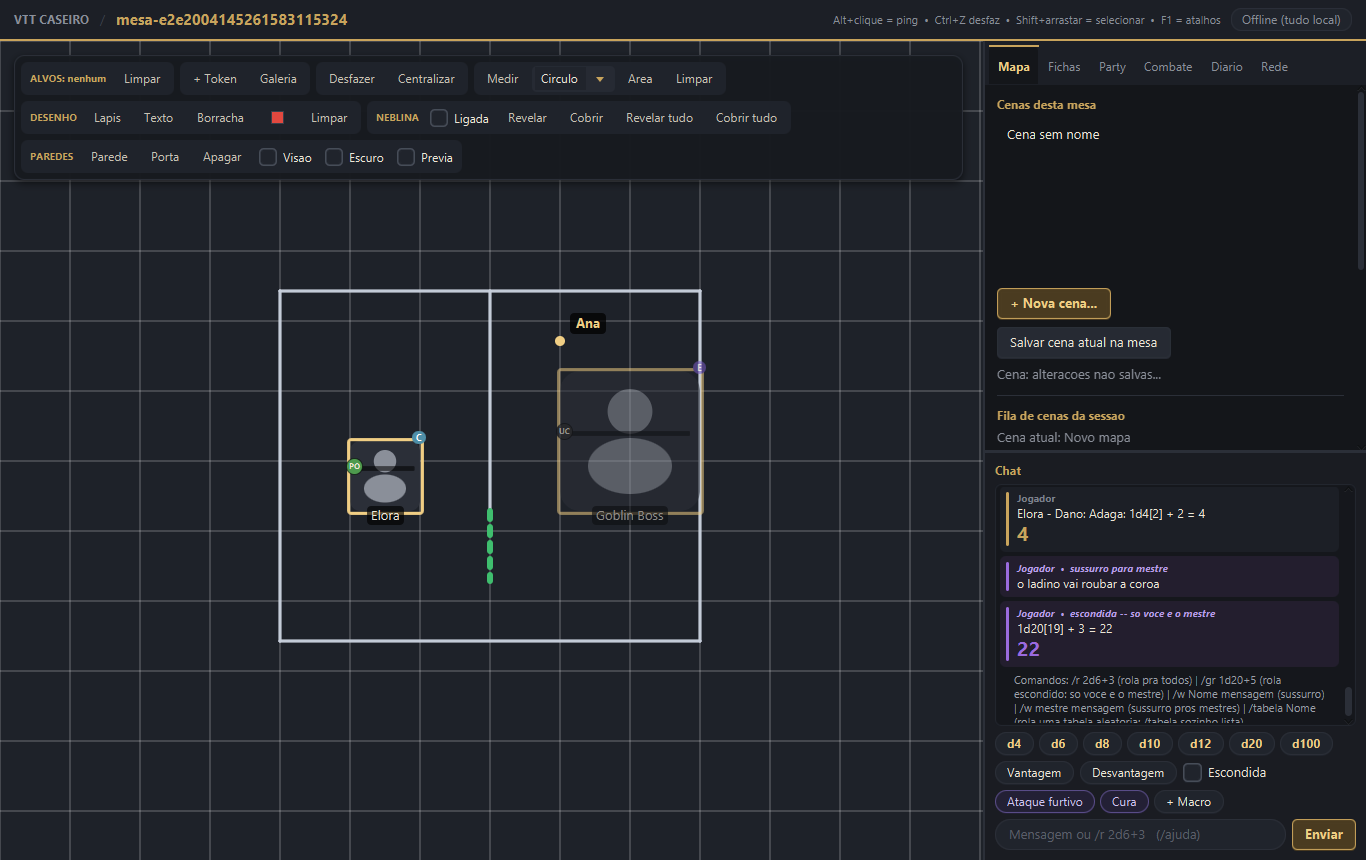 VTT CASEIRO / mesa-e2e2004145261583115324
Alt+clique = ping • Ctrl+Z desfaz • Shift+arrastar = selecionar • F1 = atalhos
Offline (tudo local)
ALVOS: nenhum Limpar + Token Galeria Desfazer Centralizar Medir Circulo Area Limpar
DESENHO Lapis Texto Borracha Limpar NEBLINA Ligada Revelar Cobrir Revelar tudo Cobrir tudo
PAREDES Parede Porta Apagar Visao Escuro Previa
Ana
E
UC
Goblin Boss
C
PO
Elora
Mapa Fichas Party Combate Diario Rede
Cenas desta mesa
Cena sem nome
+ Nova cena...
Salvar cena atual na mesa
Cena: alteracoes nao salvas...
Fila de cenas da sessao
Cena atual: Novo mapa
Chat
Jogador
Elora - Dano: Adaga: 1d4[2] + 2 = 4
4
Jogador • sussurro para mestre
o ladino vai roubar a coroa
Jogador • escondida -- so voce e o mestre
1d20[19] + 3 = 22
22
Comandos: /r 2d6+3 (rola pra todos) | /gr 1d20+5 (rola
escondido: so voce e o mestre) | /w Nome mensagem (sussurro)
| /w mestre mensagem (sussurro pros mestres) | /tabela Nome
(rola uma tabela aleatoria; /tabela sozinho lista)
d4 d6 d8 d10 d12 d20 d100
Vantagem Desvantagem Escondida
Ataque furtivo Cura + Macro
Mensagem ou /r 2d6+3 (/ajuda) Enviar